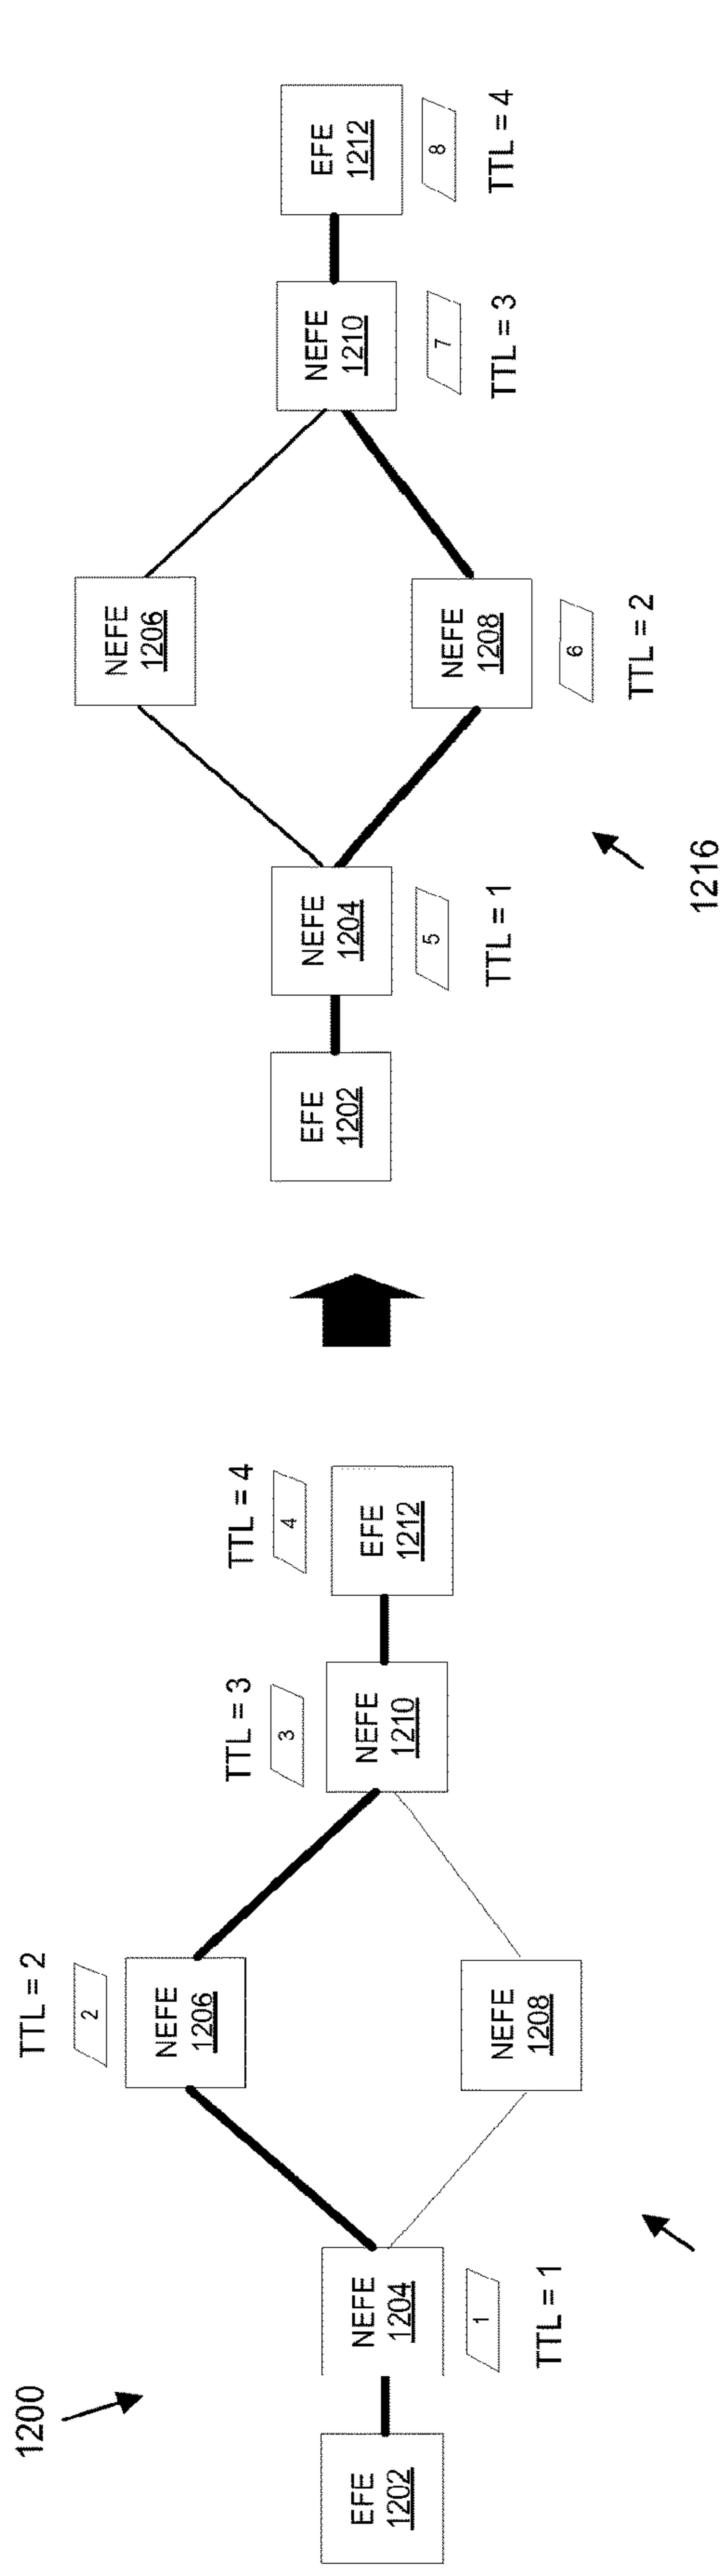 1200
EFE
1202
NEFE
1204
1
TTL = 1
TTL = 2
2
NEFE
1206
NEFE
1208
TTL = 3
3
NEFE
1210
TTL = 4
4
EFE
1212
EFE
1202
NEFE
1204
5
TTL = 1
NEFE
1206
NEFE
1208
6
TTL = 2
NEFE
1210
7
TTL = 3
EFE
1212
8
TTL = 4
1216